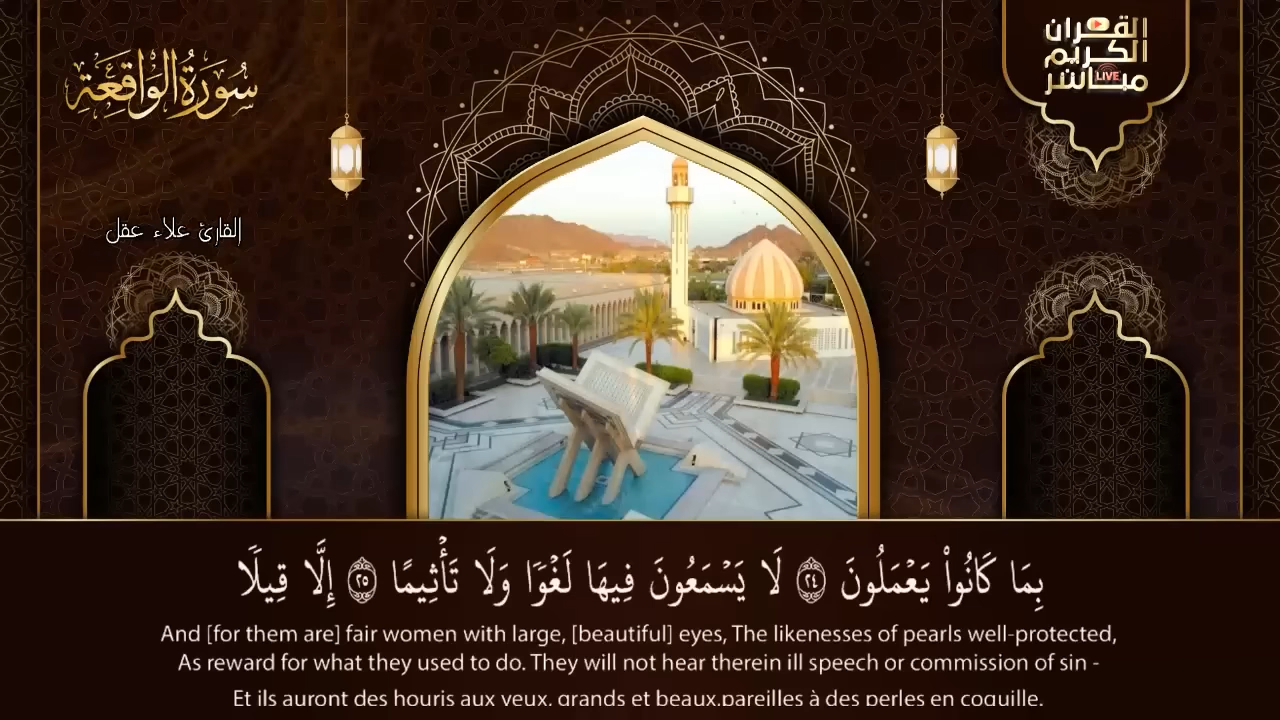 سُورَةُ الوَاقِعَة
القرآن
الكريم
مباشر
LIVE
القارئ علاء عقل
بِمَا كَانُوا۟ يَعْمَلُونَ ٢٤ لَا يَسْمَعُونَ فِيهَا لَغْوًا وَلَا تَأْثِيمًا ٢٥ إِلَّا قِيلًا
And [for them are] fair women with large, [beautiful] eyes, The likenesses of pearls well-protected,
As reward for what they used to do. They will not hear therein ill speech or commission of sin -
Et ils auront des houris aux yeux, grands et beaux,pareilles à des perles en coquille.